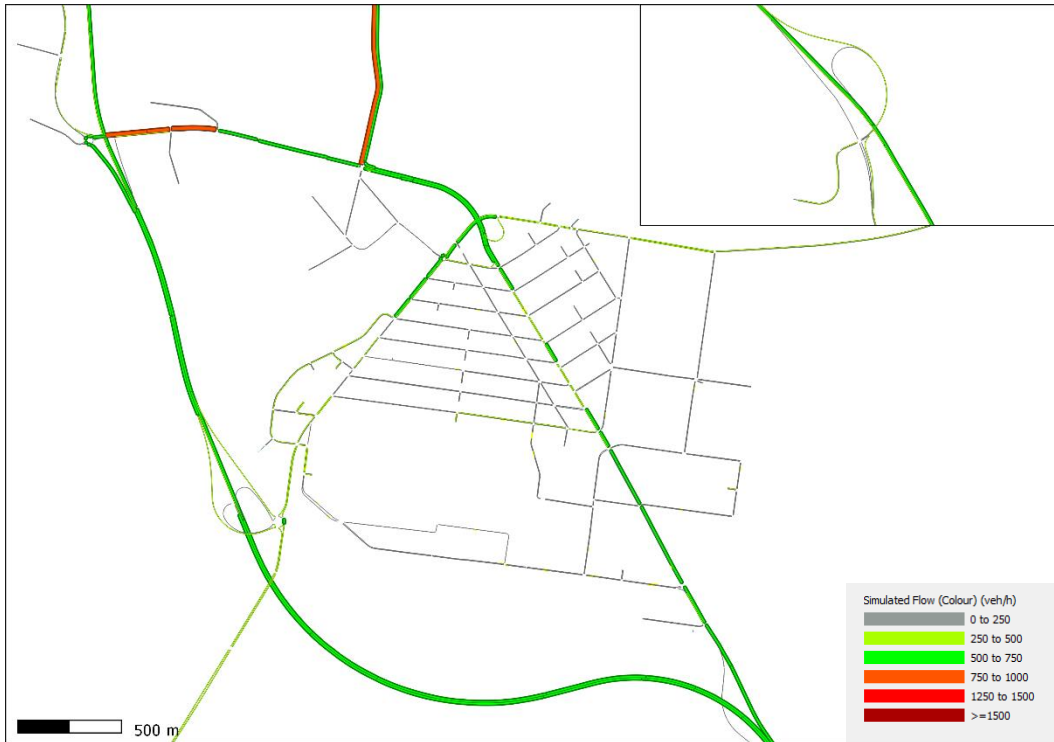 Simulated Flow (Colour) (veh/h)
0 to 250
250 to 500
500 to 750
750 to 1000
1250 to 1500
>=1500
500 m